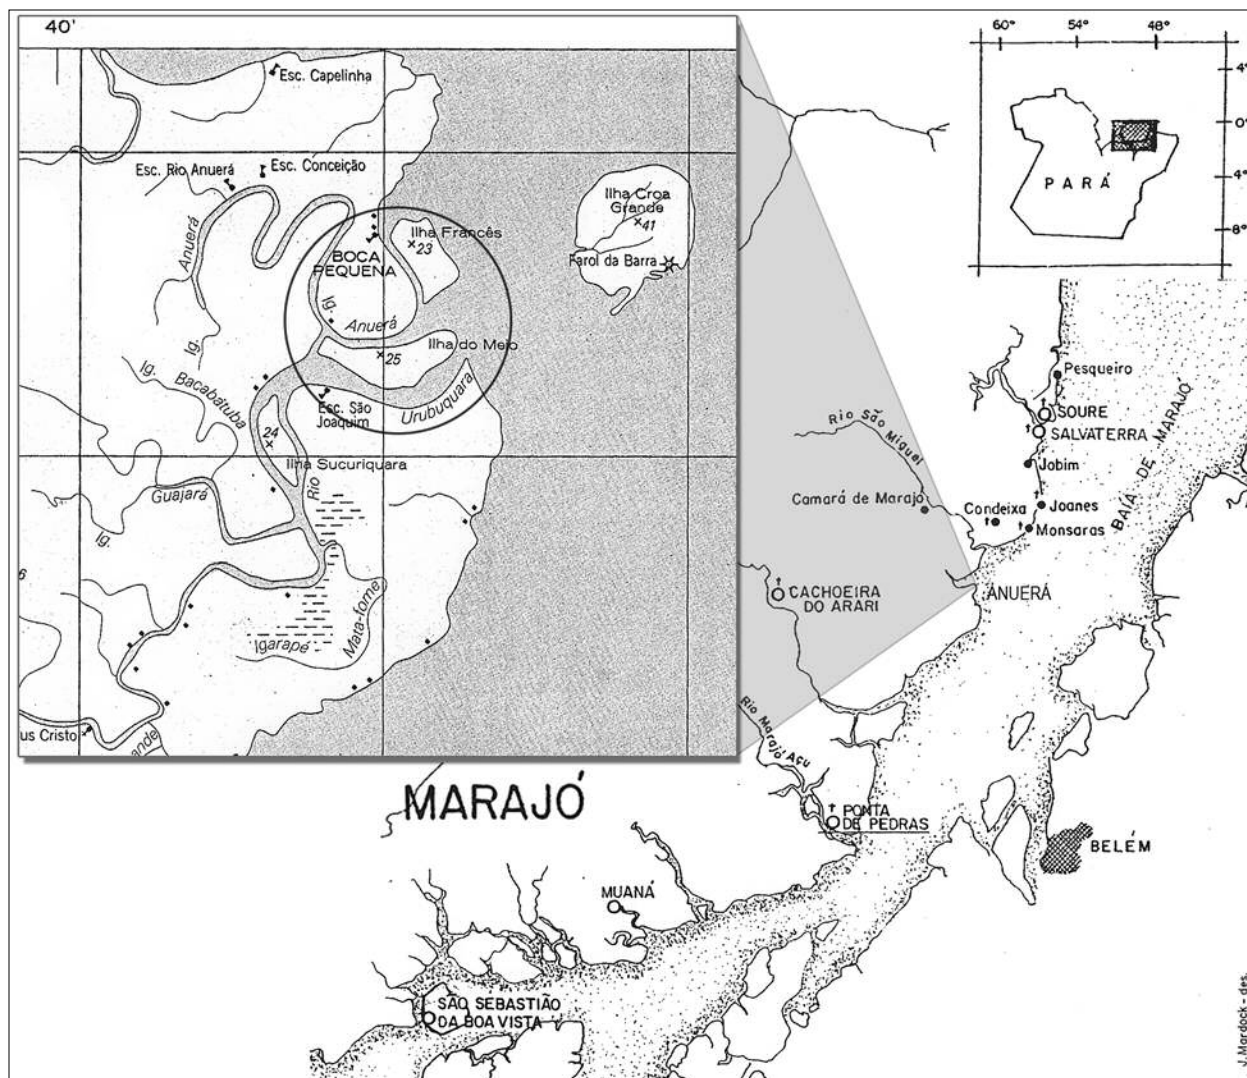 40'
Esc. Capelinha
Esc. Rio Anuerá
Esc. Conceição
Anuerá
Ig.
BOCA
PEQUENA
Ilha Francês
23
Ilha Croa
Grande
41
Farol da Barra
Ig.
Anuerá
Ilha do Meio
25
Ig.
Bacabatuba
Esc. São
Joaquim
Urubuquara
24
Ilha Sucuriquara
Rio
Guajará
Ig.
6
Igarapé
Mata-fome
us Cristo
ande
60°
54°
48°
4°
0°
4°
8°
PARÁ
Pesqueiro
SOURE
SALVATERRA
Jobim
Joanes
Monsaras
Condeixa
Rio São Miguel
Camará de Marajó
BAÍA DE MARAJÓ
CACHOEIRA
DO ARARI
ANUERÁ
Rio Marajó Açu
MARAJÓ
PONTA
DE PEDRAS
BELÉM
MUANÁ
SÃO SEBASTIÃO
DA BOA VISTA
J. Mardock - des.